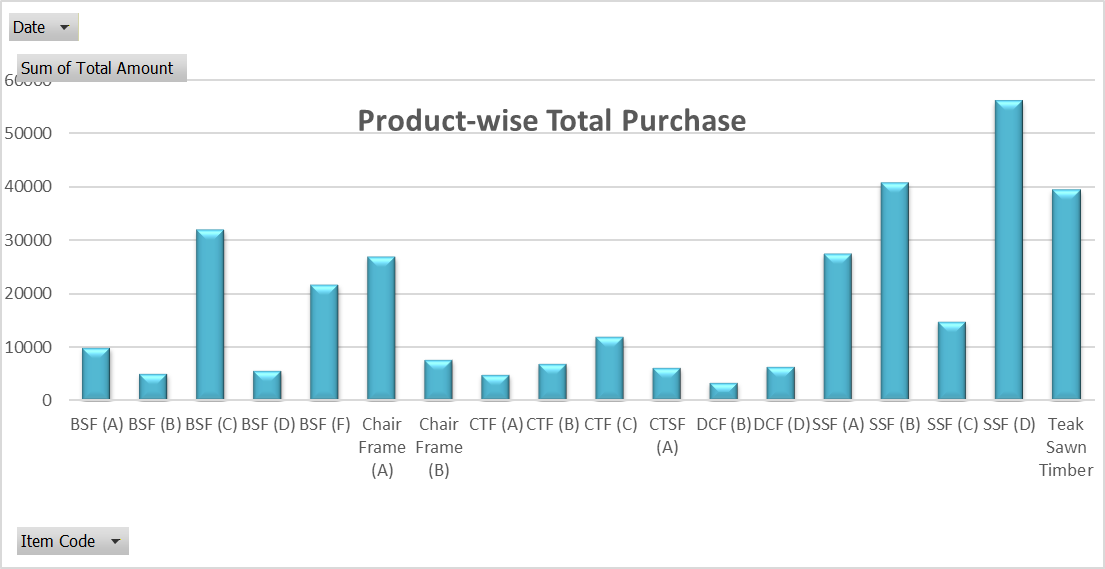 Date
Sum of Total Amount
60000
Product-wise Total Purchase
50000
40000
30000
20000
10000
0
BSF (A) BSF (B) BSF (C) BSF (D) BSF (F) Chair CTF (A) CTF (B) CTF (C) CTSF DCF (B) DCF (D) SSF (A) SSF (B) SSF (C) SSF (D) Teak
Frame Frame (A) Sawn
(A) (B) Timber
Item Code